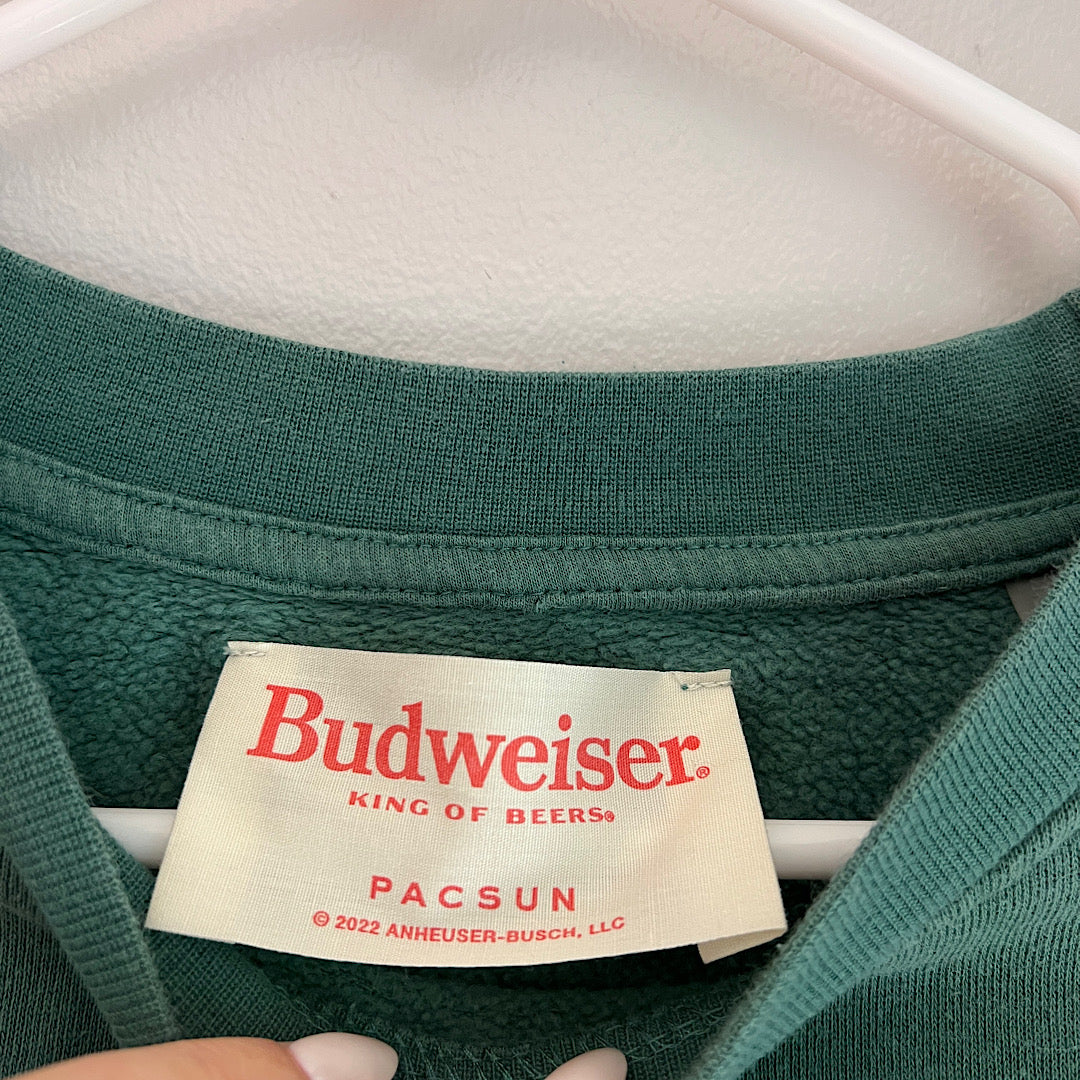 Budweiser®
KING OF BEERS®
PACSUN
© 2022 ANHEUSER-BUSCH, LLC